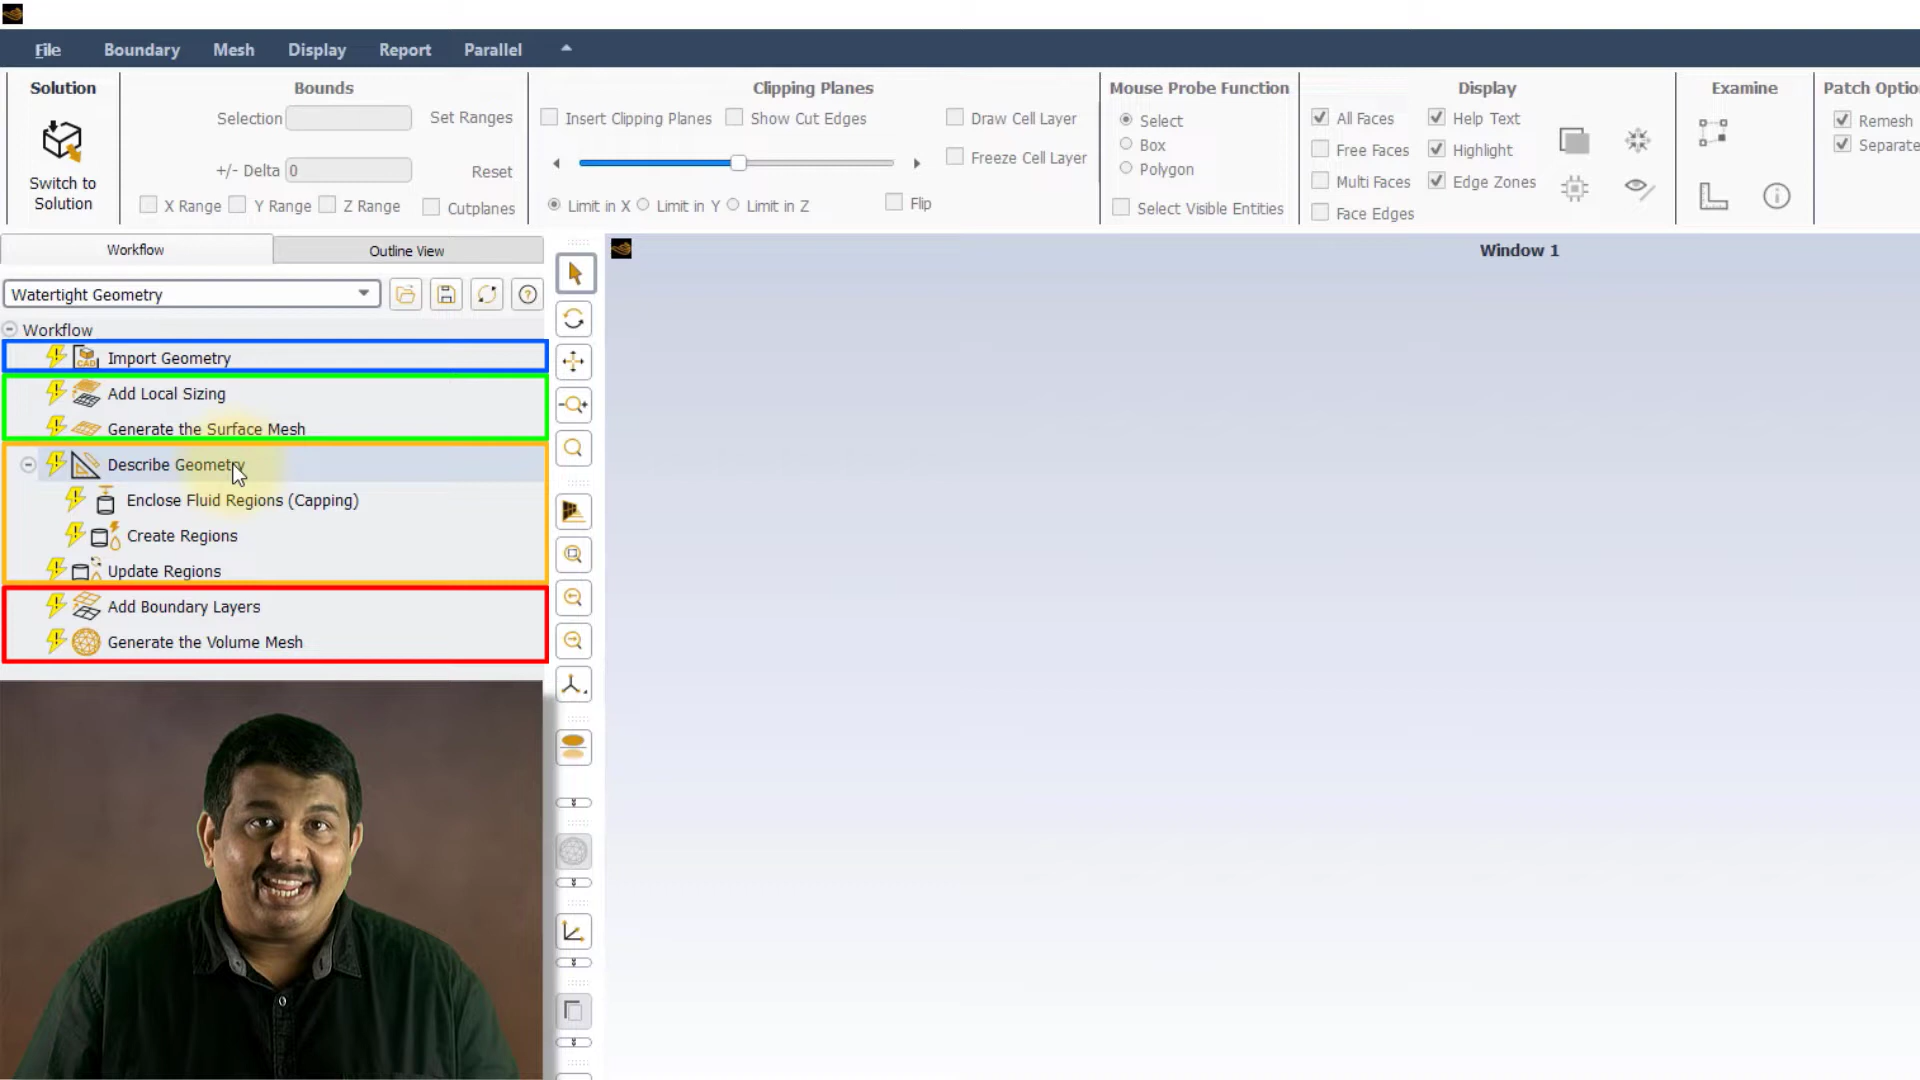 File Boundary Mesh Display Report Parallel
Solution
Switch to
Solution
Bounds
Selection Set Ranges
+/- Delta 0 Reset
X Range Y Range Z Range Cutplanes
Clipping Planes
Insert Clipping Planes Show Cut Edges Draw Cell Layer
Freeze Cell Layer
Limit in X Limit in Y Limit in Z Flip
Mouse Probe Function
Select
Box
Polygon
Select Visible Entities
Display
All Faces Help Text
Free Faces Highlight
Multi Faces Edge Zones
Face Edges
Examine
Patch Optio
Remesh
Separate
Workflow Outline View
Watertight Geometry
Workflow
Import Geometry
CAD
Add Local Sizing
Generate the Surface Mesh
Describe Geometry
Enclose Fluid Regions (Capping)
Create Regions
Update Regions
Add Boundary Layers
Generate the Volume Mesh
Window 1